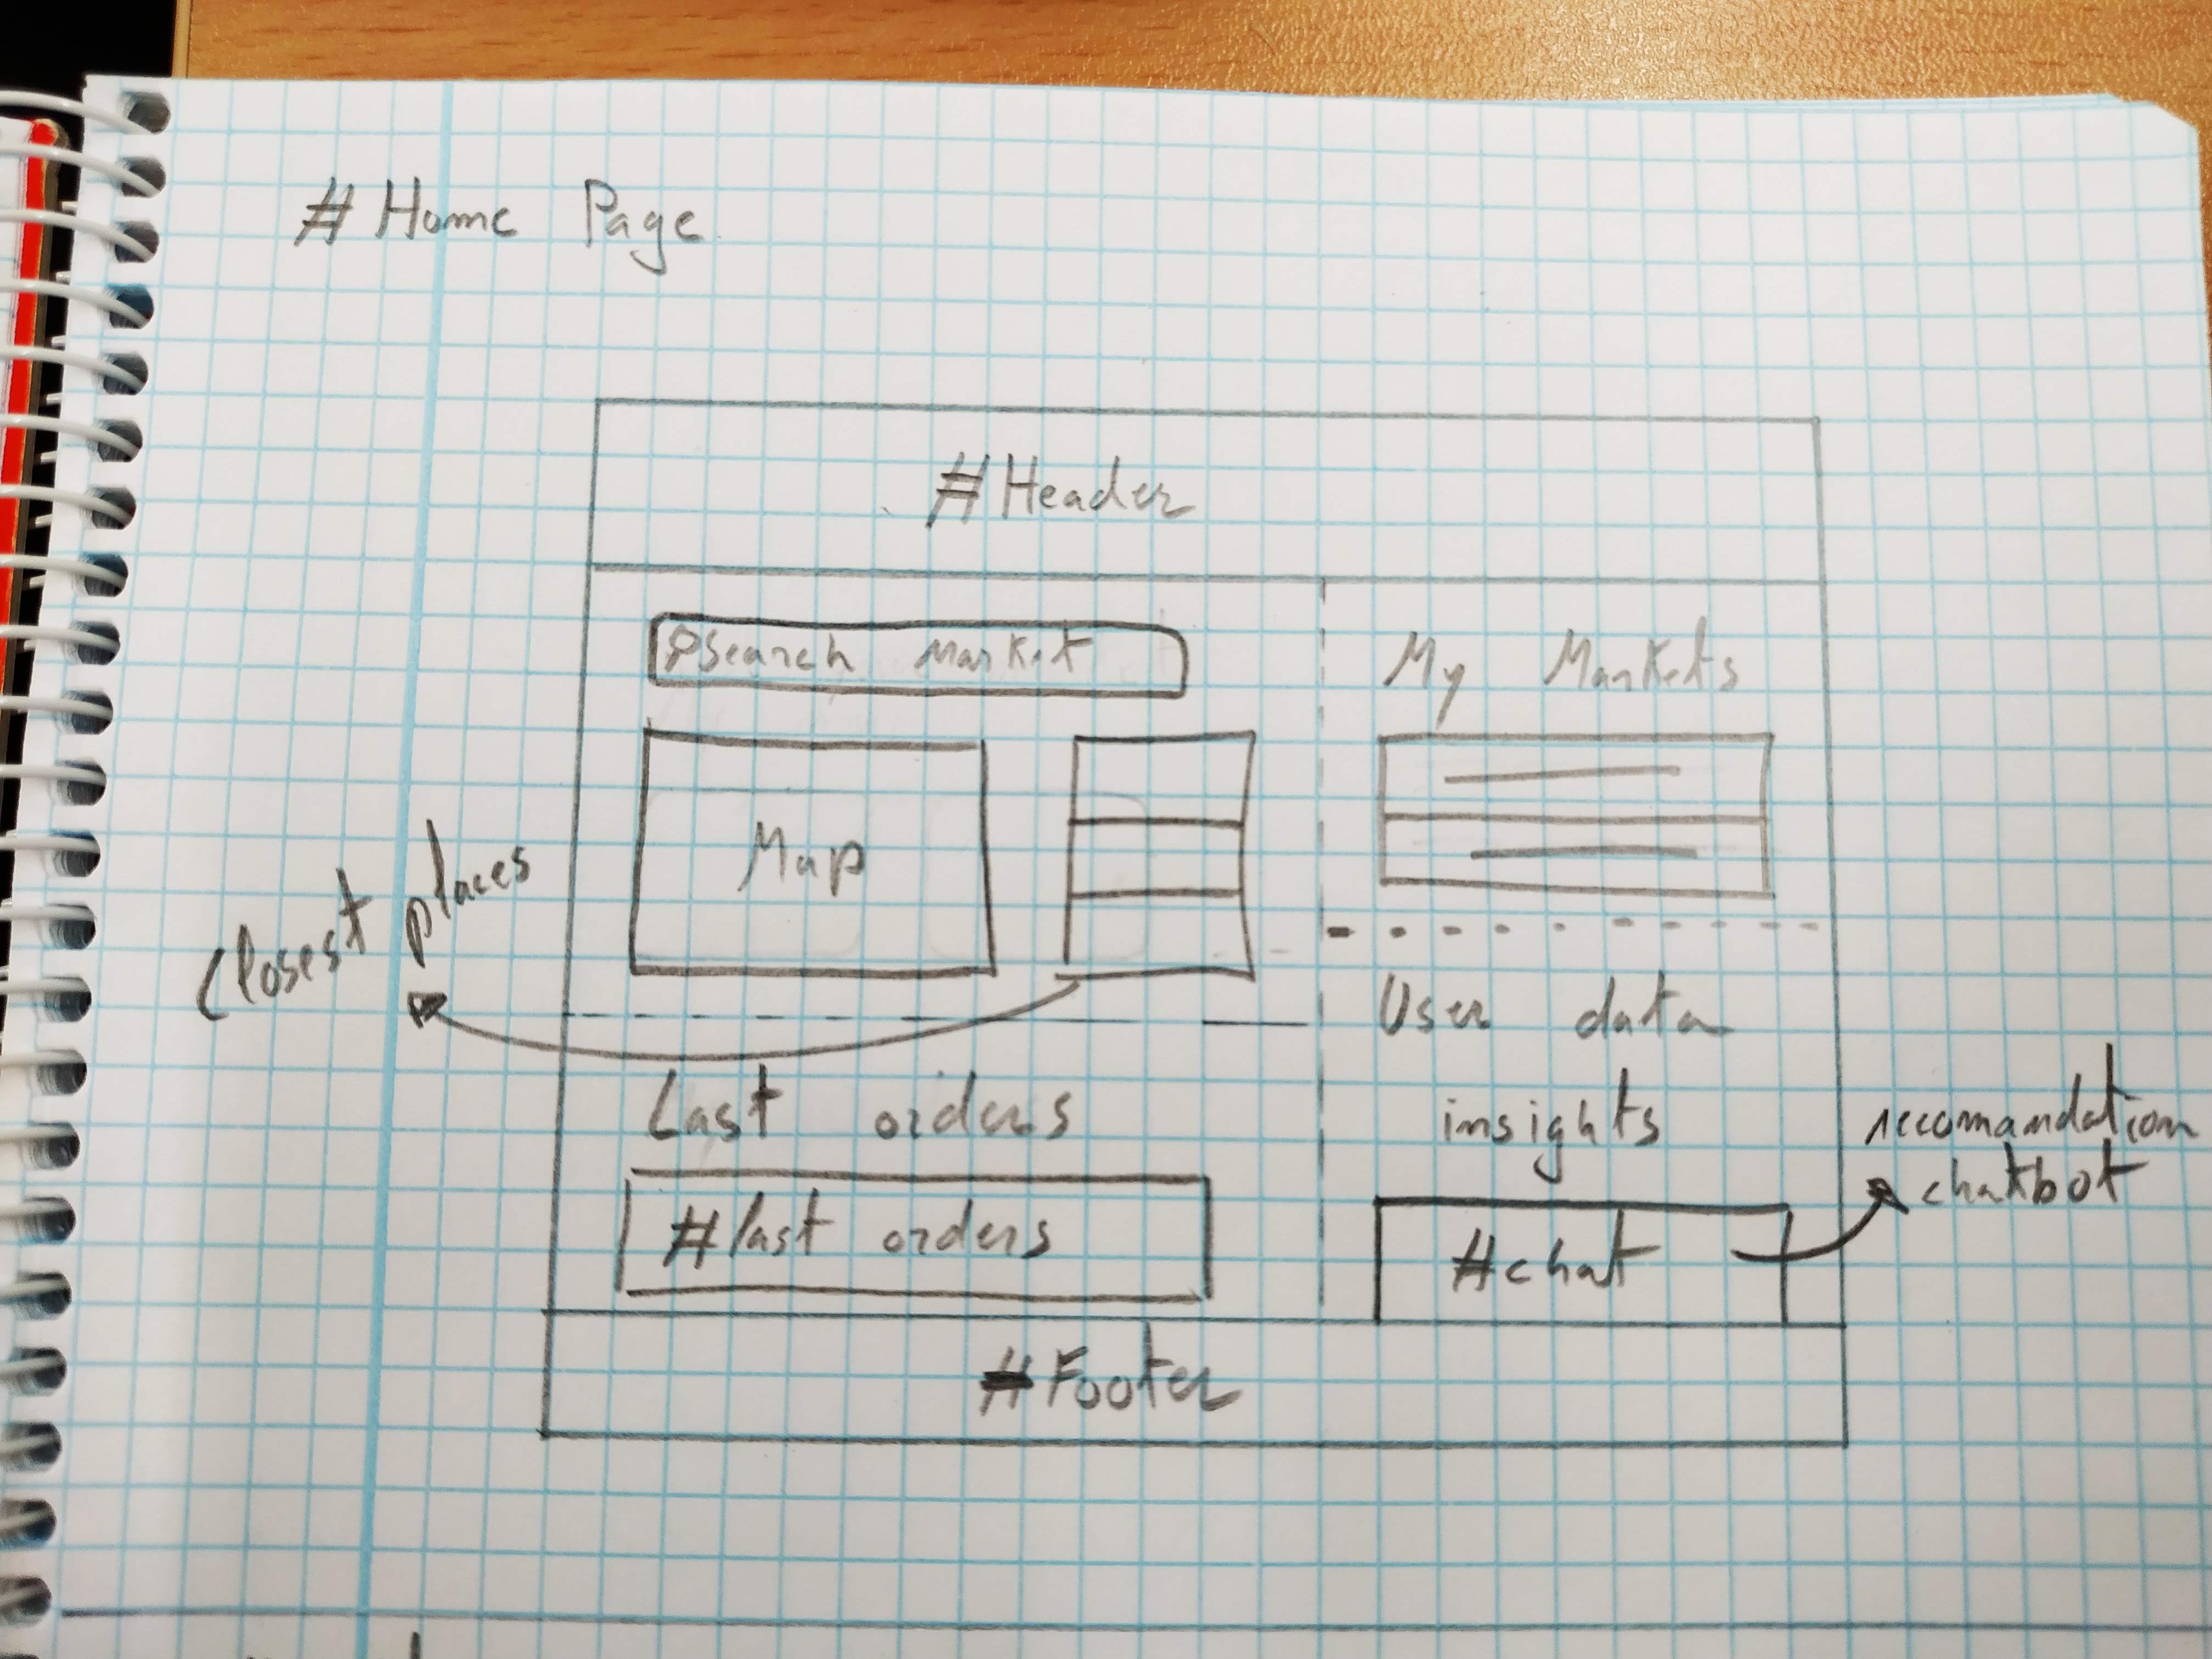 # Home Page
#Header
search market
My Markets
Map
Closest
places
User data
insights
Last orders
#last orders
#chat
reccomandation
chatbot
#Footer